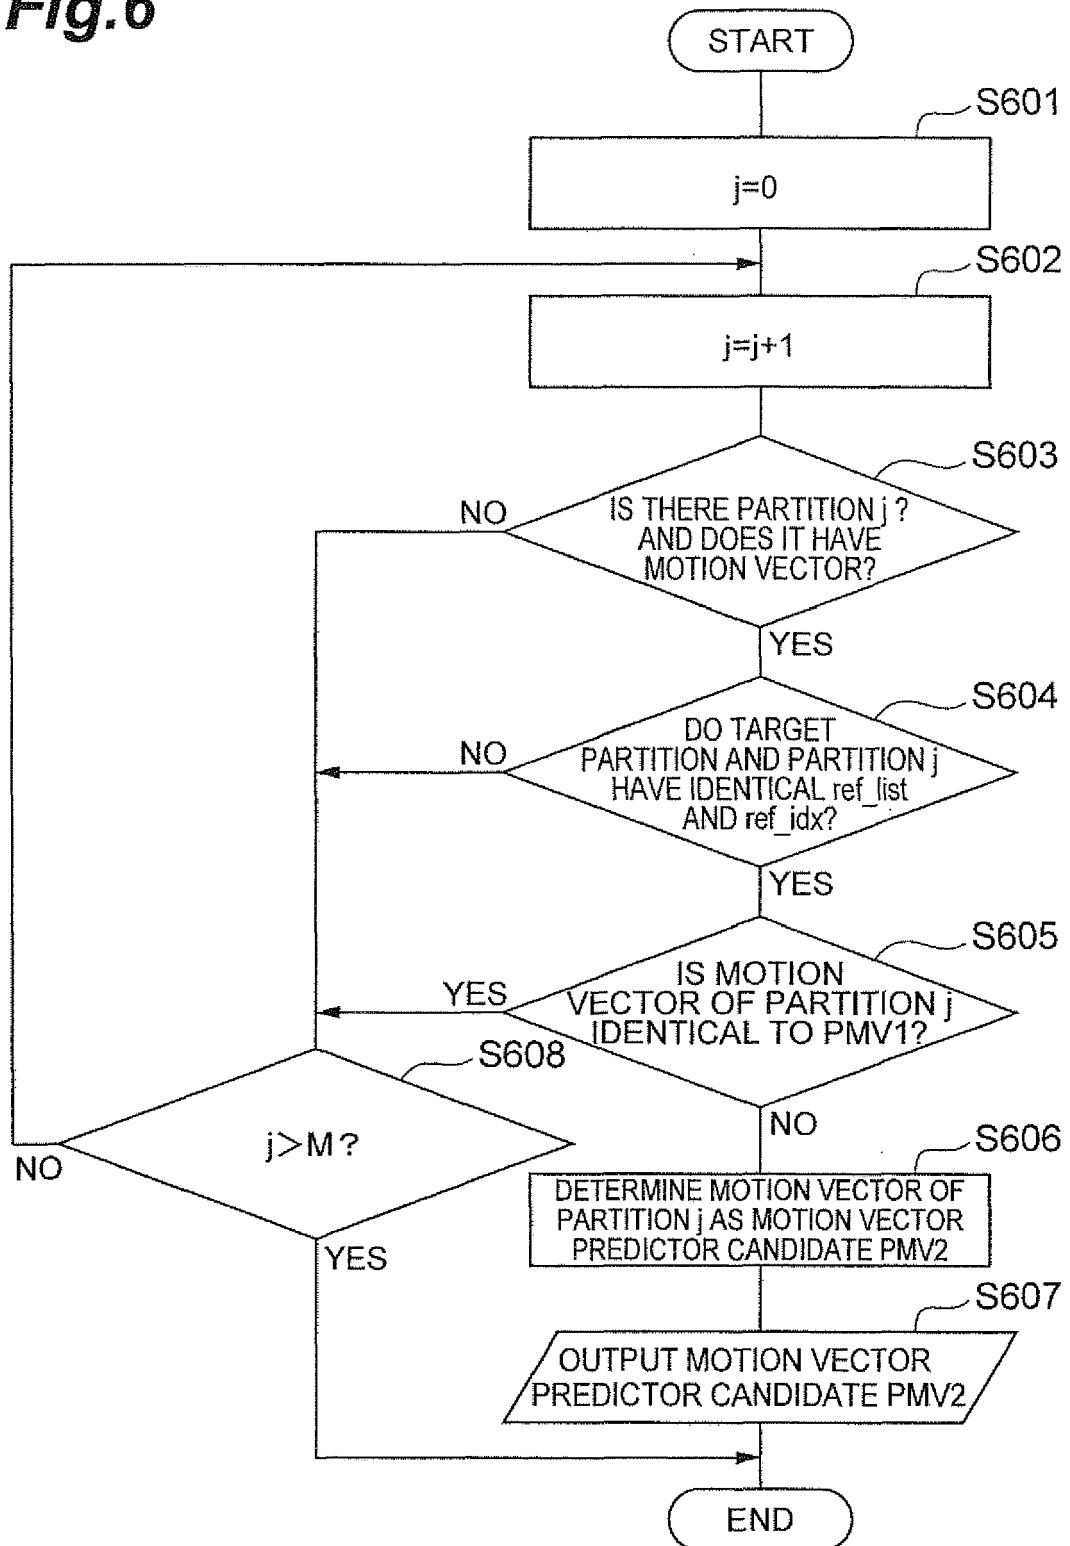 Fig.6
START
S601
j=0
S602
j=j+1
S603
NO
IS THERE PARTITION j ?
AND DOES IT HAVE
MOTION VECTOR?
YES
S604
NO
DO TARGET
PARTITION AND PARTITION j
HAVE IDENTICAL ref_list
AND ref_idx?
YES
S605
YES
IS MOTION
VECTOR OF PARTITION j
IDENTICAL TO PMV1?
NO
S608
j>M?
NO
YES
S606
DETERMINE MOTION VECTOR OF
PARTITION j AS MOTION VECTOR
PREDICTOR CANDIDATE PMV2
S607
OUTPUT MOTION VECTOR
PREDICTOR CANDIDATE PMV2
END